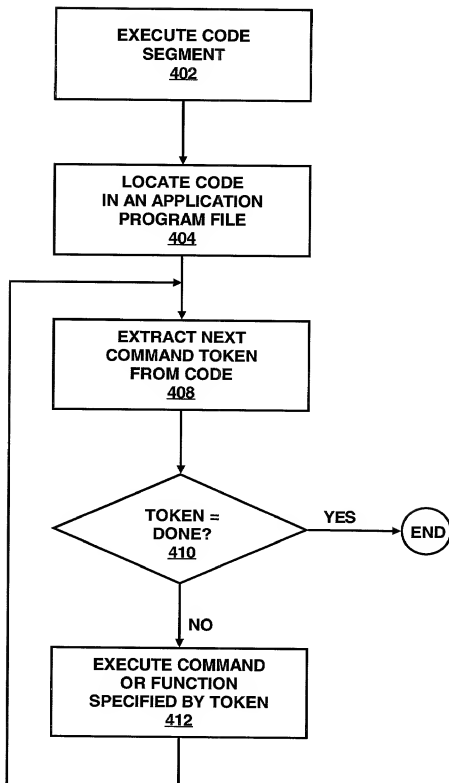 EXECUTE CODE
SEGMENT
402
LOCATE CODE
IN AN APPLICATION
PROGRAM FILE
404
EXTRACT NEXT
COMMAND TOKEN
FROM CODE
408
TOKEN =
DONE?
410
YES
END
NO
EXECUTE COMMAND
OR FUNCTION
SPECIFIED BY TOKEN
412